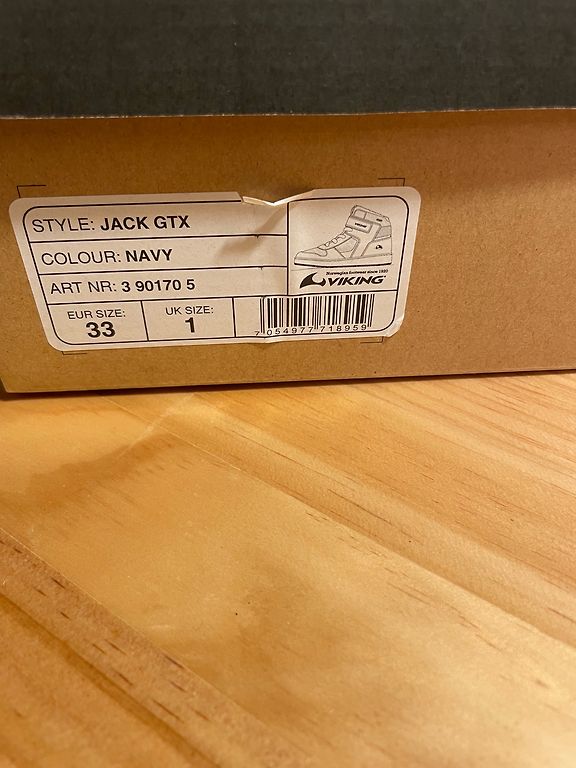 STYLE: JACK GTX
COLOUR: NAVY
ART NR: 3 90170 5
EUR SIZE:
33
UK SIZE:
1
Norwegian footwear since 1920
VIKING
7 054977 718959